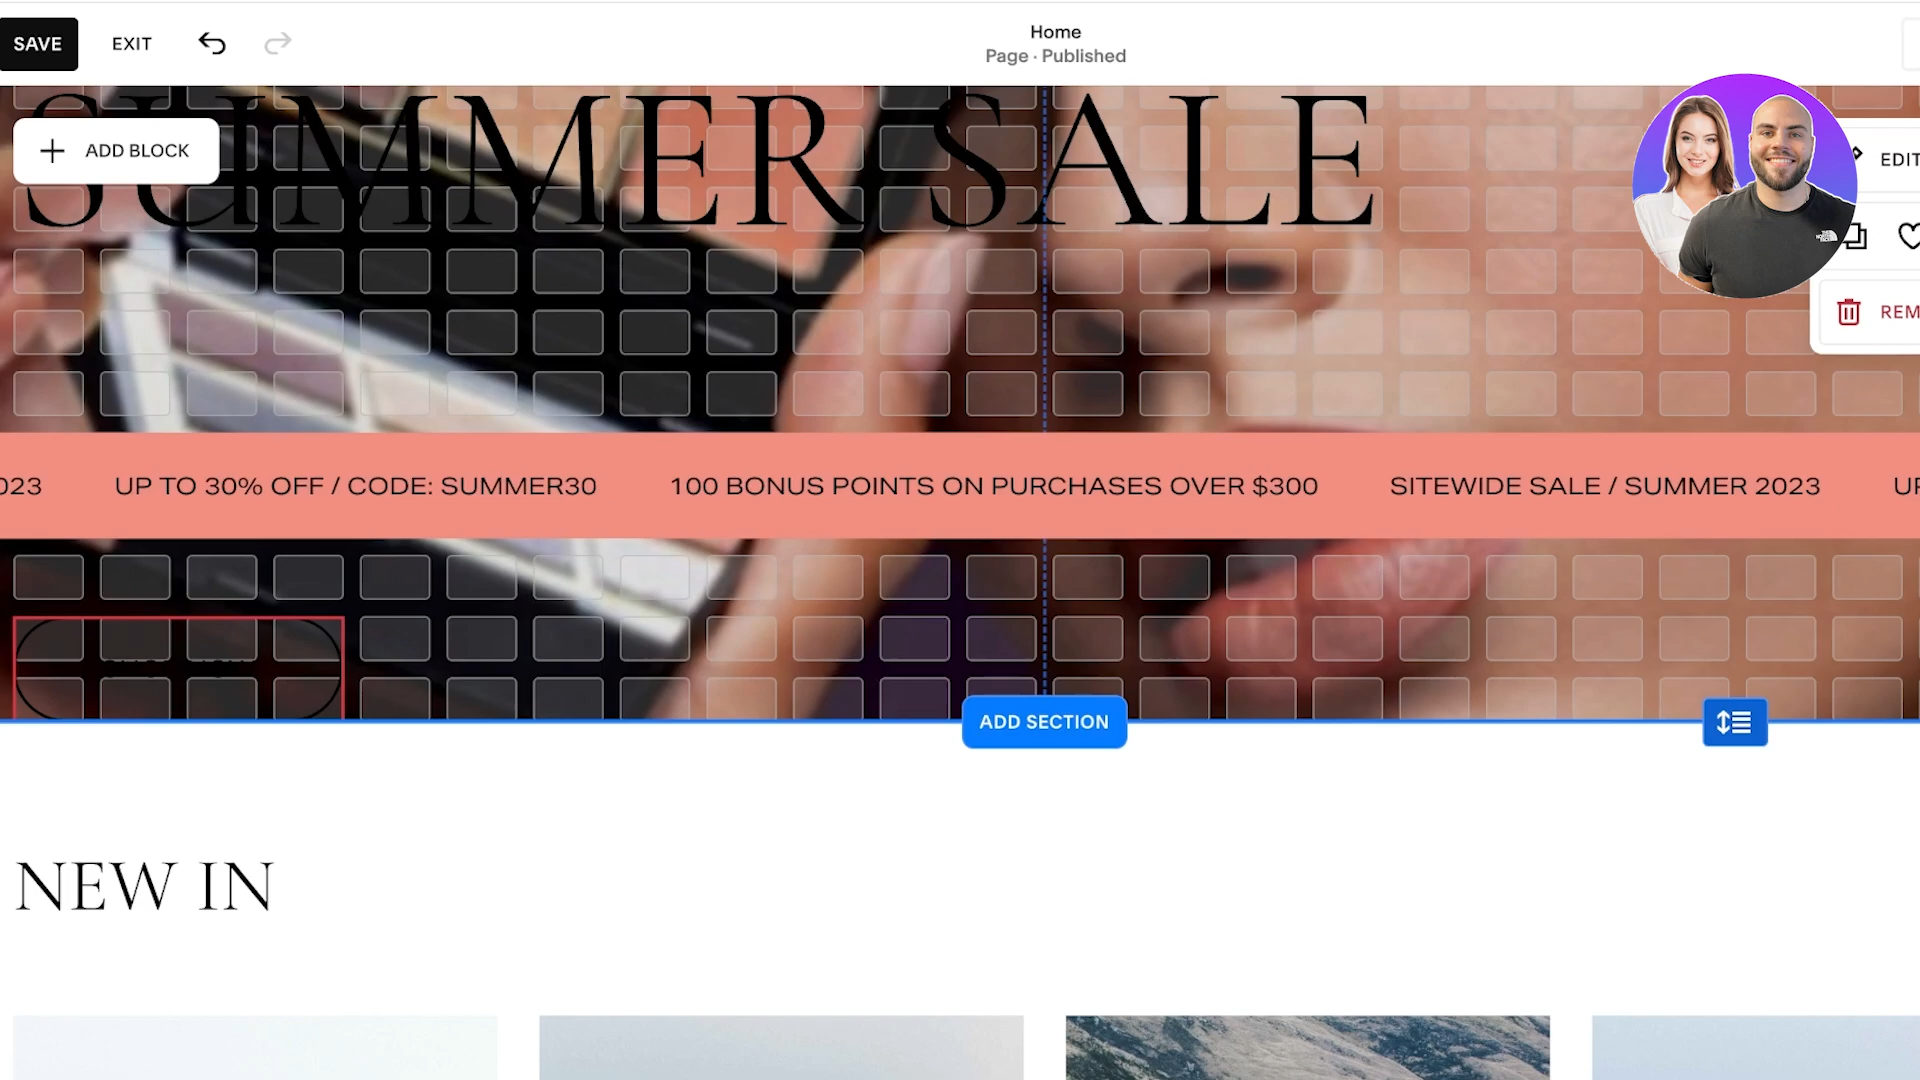 SAVE
EXIT
Home
Page · Published
SUMMER SALE
ADD BLOCK
EDIT
REM
023
UP TO 30% OFF / CODE: SUMMER30
100 BONUS POINTS ON PURCHASES OVER $300
SITEWIDE SALE / SUMMER 2023
UP
ADD SECTION
NEW IN